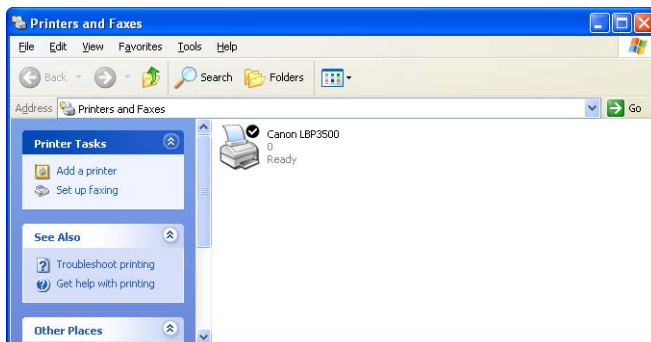 Printers and Faxes
File Edit View Favorites Tools Help
Back Search Folders
Address Printers and Faxes Go
Printer Tasks
Add a printer
Set up faxing
See Also
Troubleshoot printing
Get help with printing
Other Places
Canon LBP3500
0
Ready